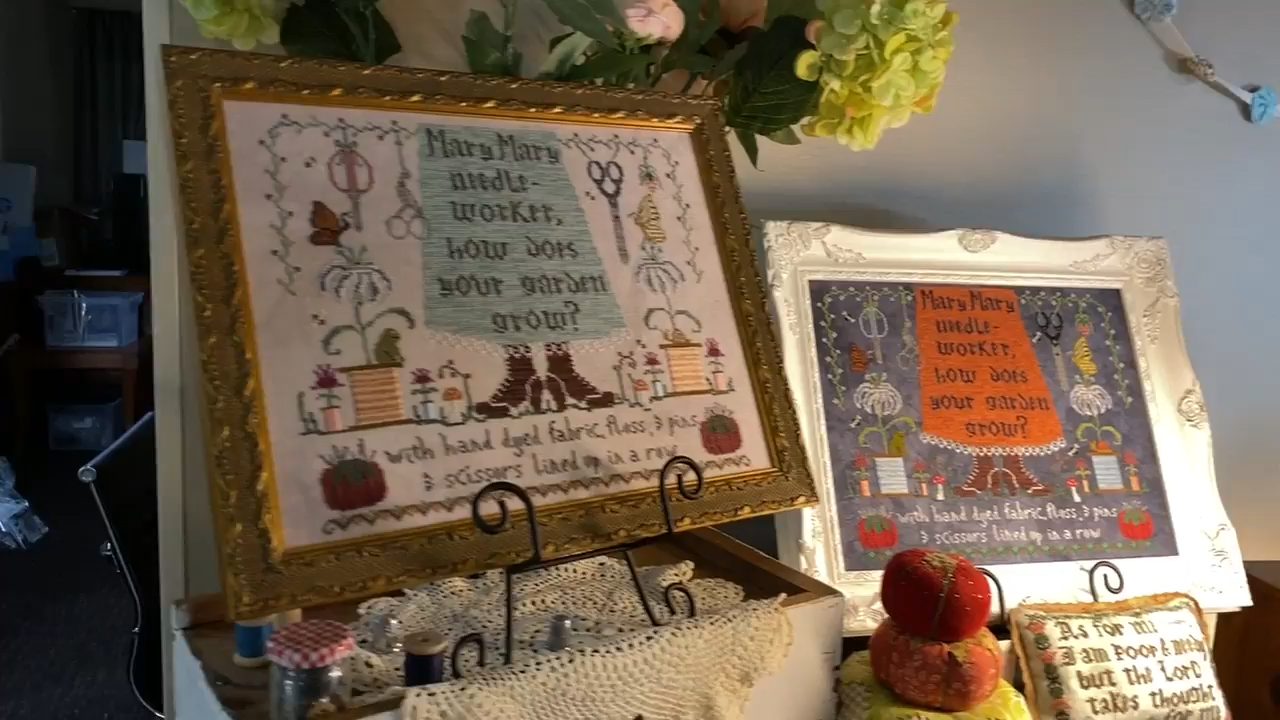 Mary Mary
needle-
worker,
how does
your garden
grow?
with hand dyed fabric, floss, & pins
& scissors lined up in a row
Mary Mary
needle-
worker,
how does
your garden
grow?
with hand dyed fabric, floss, & pins
& scissors lined up in a row
As for me
I am poor & needy
but the Lord
takes thought